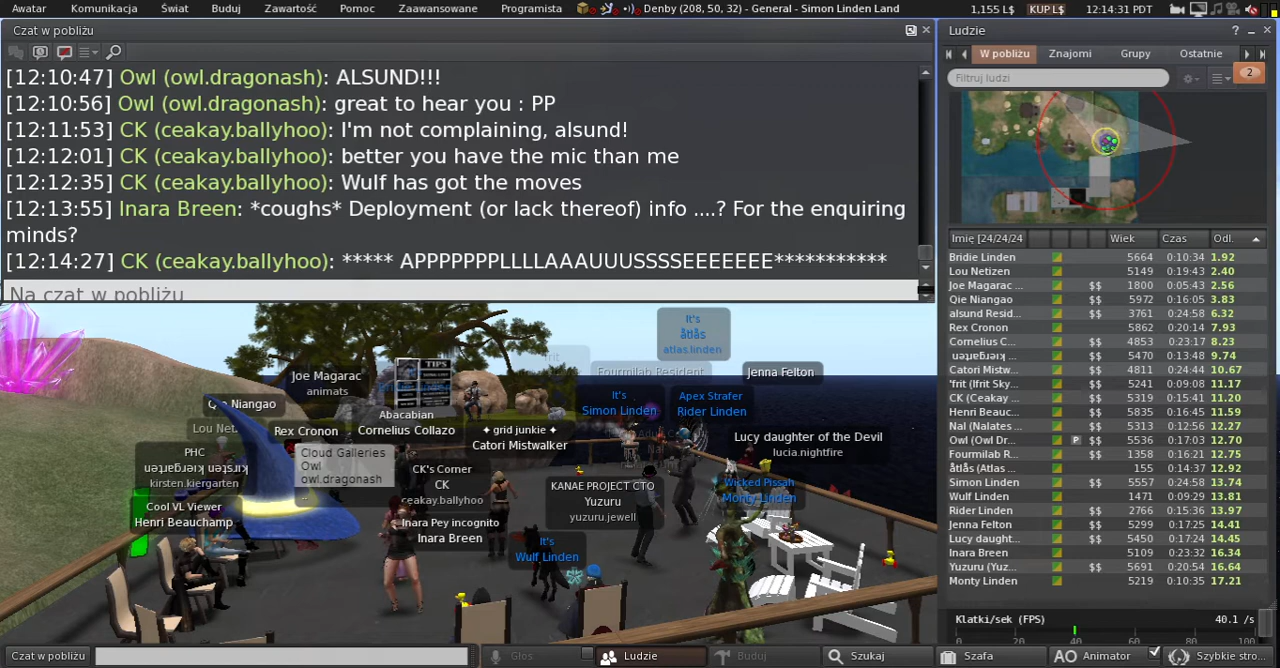 Awatar Komunikacja Świat Buduj Zawartość Pomoc Zaawansowane Programista Denby (208, 50, 32) - General - Simon Linden Land 1,155 L$ KUP L$ 12:14:31 PDT
Czat w pobliżu
[12:10:47] Owl (owl.dragonash): ALSUND!!!
[12:10:56] Owl (owl.dragonash): great to hear you : PP
[12:11:53] CK (ceakay.ballyhoo): I'm not complaining, alsund!
[12:12:01] CK (ceakay.ballyhoo): better you have the mic than me
[12:12:35] CK (ceakay.ballyhoo): Wulf has got the moves
[12:13:55] Inara Breen: *coughs* Deployment (or lack thereof) info ....? For the enquiring
minds?
[12:14:27] CK (ceakay.ballyhoo): ***** APPPPPPPLLLLAAAUUUSSSSEEEEEEE***********
Na czat w pobliżu
It's
åtlås
atlas.linden
Fourmilab Resident
Jenna Felton
Joe Magarac
animats
TIPS
It's
Simon Linden
Apex Strafer
Rider Linden
Qie Niangao
Lou Net
Rex Cronon
Abacabian
Cornelius Collazo
✦ grid junkie ✦
Catori Mistwalker
Lucy daughter of the Devil
lucia.nightfire
PHC
uǝʇɹɐƃɹǝıʞ uǝʇsɹıʞ
kirsten.kiergarten
Cloud Galleries
Owl
owl.dragonash
CK's Corner
CK
ceakay.ballyhoo
KANAE PROJECT CTO
Yuzuru
yuzuru.jewell
Wicked Pissah
Monty Linden
Cool VL Viewer
Henri Beauchamp
Inara Pey incognito
Inara Breen
It's
Wulf Linden
Ludzie
W pobliżu Znajomi Grupy Ostatnie
Filtruj ludzi
2
Imię [24/24/24 Wiek Czas Odl.
Bridie Linden 5664 0:10:34 1.92
Lou Netizen 5149 0:19:43 2.40
Joe Magarac ... $$ 1800 0:05:43 2.56
Qie Niangao $$ 5972 0:16:05 3.83
alsund Resid... $$ 3761 0:24:58 6.32
Rex Cronon 5862 0:20:14 7.93
Cornelius C... $$ 4851 0:23:17 8.23
uǝʇɹɐƃɹǝıʞ ... $$ 5470 0:13:48 9.74
Catori Mistw... $$ 4811 0:24:44 10.67
'frit (Ifrit Sky... $$ 5241 0:09:08 11.17
CK (Ceakay ... $$ 5319 0:15:41 11.20
Henri Beauc... $$ 5835 0:16:45 11.59
Nal (Nalates ... $$ 5313 0:12:56 12.27
Owl (Owl Dr... P $$ 5536 0:17:03 12.70
Fourmilab R... $$ 1358 0:16:21 12.75
åtlås (Atlas ... 155 0:14:37 12.92
Simon Linden $$ 5557 0:24:58 13.74
Wulf Linden 1471 0:09:29 13.81
Rider Linden $$ 2766 0:15:36 13.97
Jenna Felton $$ 5299 0:17:25 14.41
Lucy daught... $$ 5450 0:17:24 14.45
Inara Breen 5109 0:23:32 16.34
Yuzuru (Yuz... $$ 5691 0:20:54 16.64
Monty Linden 5219 0:10:35 17.21
Klatki/sek (FPS) 40.1 /s
0 20 40 60 80 100
Czat w pobliżu Głos Ludzie Buduj Szukaj Szafa AO Animator Szybkie stro...